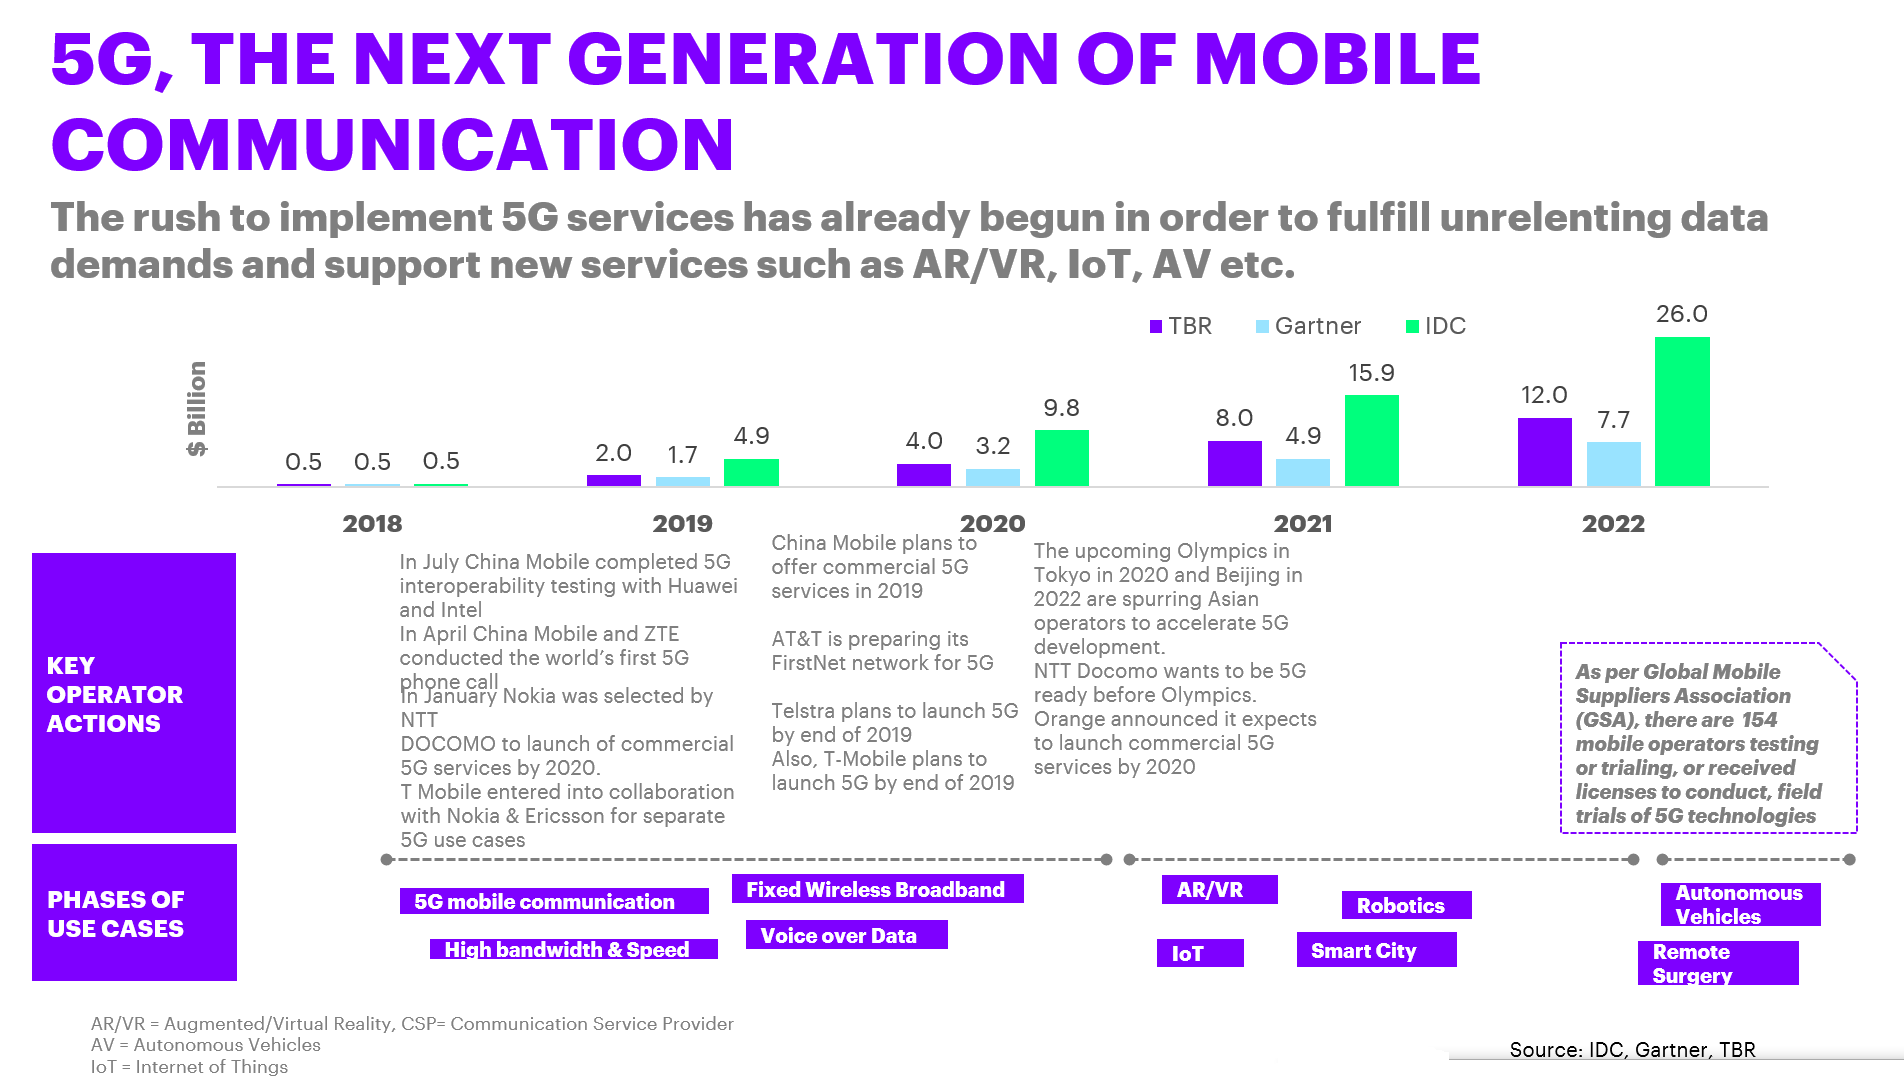 5G, THE NEXT GENERATION OF MOBILE
COMMUNICATION
The rush to implement 5G services has already begun in order to fulfill unrelenting data
demands and support new services such as AR/VR, IoT, AV etc.
TBR
Gartner
IDC
$ Billion
0.5
0.5
0.5
2.0
1.7
4.9
4.0
3.2
9.8
8.0
4.9
15.9
12.0
7.7
26.0
2018
2019
2020
2021
2022
KEY
OPERATOR
ACTIONS
In July China Mobile completed 5G
interoperability testing with Huawei
and Intel
In April China Mobile and ZTE
conducted the world's first 5G
phone call
In January Nokia was selected by
NTT
DOCOMO to launch of commercial
5G services by 2020.
T Mobile entered into collaboration
with Nokia & Ericsson for separate
5G use cases
China Mobile plans to
offer commercial 5G
services in 2019
AT&T is preparing its
FirstNet network for 5G
Telstra plans to launch 5G
by end of 2019
Also, T-Mobile plans to
launch 5G by end of 2019
The upcoming Olympics in
Tokyo in 2020 and Beijing in
2022 are spurring Asian
operators to accelerate 5G
development.
NTT Docomo wants to be 5G
ready before Olympics.
Orange announced it expects
to launch commercial 5G
services by 2020
As per Global Mobile
Suppliers Association
(GSA), there are 154
mobile operators testing
or trialing, or received
licenses to conduct, field
trials of 5G technologies
PHASES OF
USE CASES
5G mobile communication
High bandwidth & Speed
Fixed Wireless Broadband
Voice over Data
AR/VR
IoT
Robotics
Smart City
Autonomous
Vehicles
Remote
Surgery
AR/VR = Augmented/Virtual Reality, CSP= Communication Service Provider
AV = Autonomous Vehicles
IoT = Internet of Things
Source: IDC, Gartner, TBR